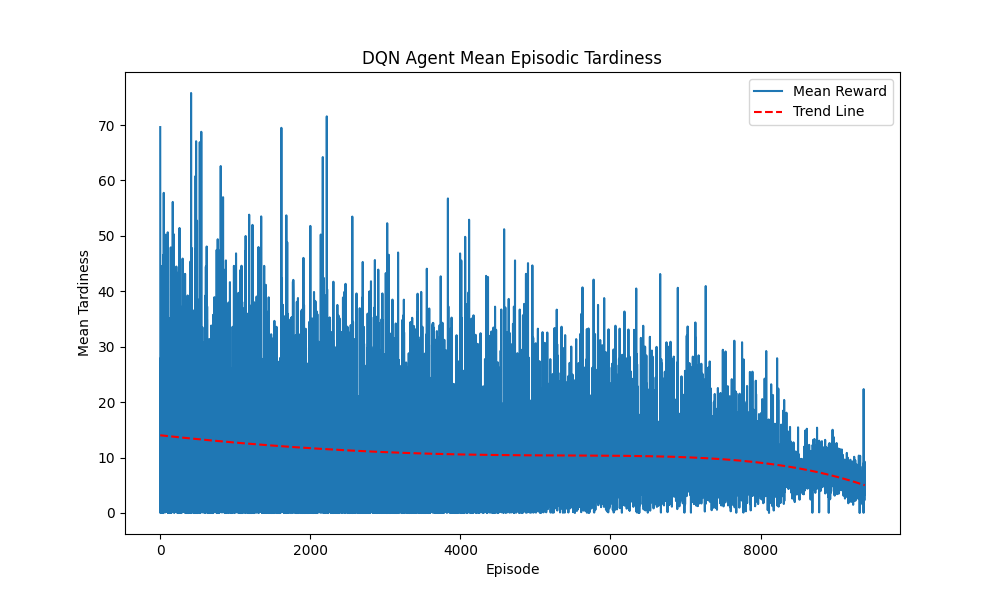 DQN Agent Mean Episodic Tardiness
Mean Reward
Trend Line
70
60
50
40
30
20
10
0
Mean Tardiness
0 2000 4000 6000 8000
Episode